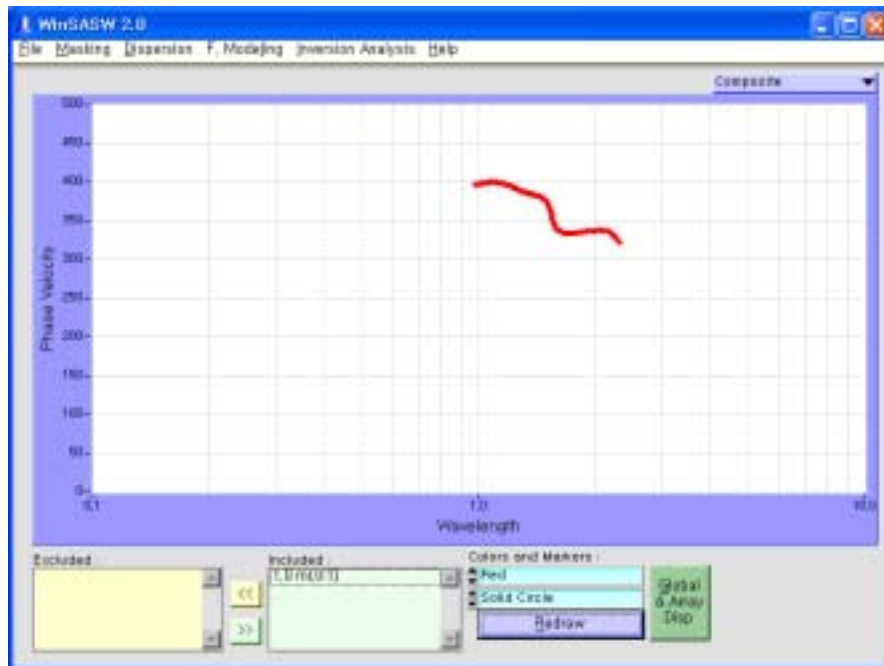 WinSASW 2.0
File Masking Dispersion F. Modeling Inversion Analysis Help
Composite
500
450
400
350
300
250
200
150
100
50
0
Phase Velocity
0.1 1.0 10.0
Wavelength
Excluded :
Included :
<<
>>
Colors and Markers :
Red
Solid Circle
Redraw
Global
& Array
Disp